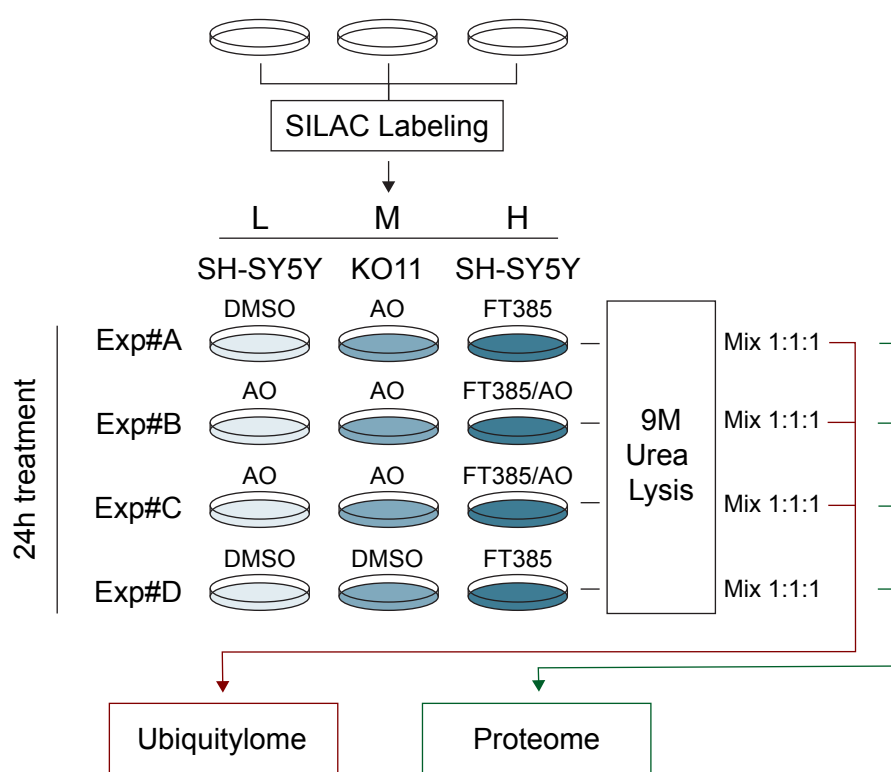 SILAC Labeling
L M H
SH-SY5Y KO11 SH-SY5Y
24h treatment
DMSO AO FT385
Exp#A
Mix 1:1:1
AO AO FT385/AO
Exp#B
Mix 1:1:1
9M
Urea
Lysis
AO AO FT385/AO
Exp#C
Mix 1:1:1
DMSO DMSO FT385
Exp#D
Mix 1:1:1
Ubiquitylome
Proteome